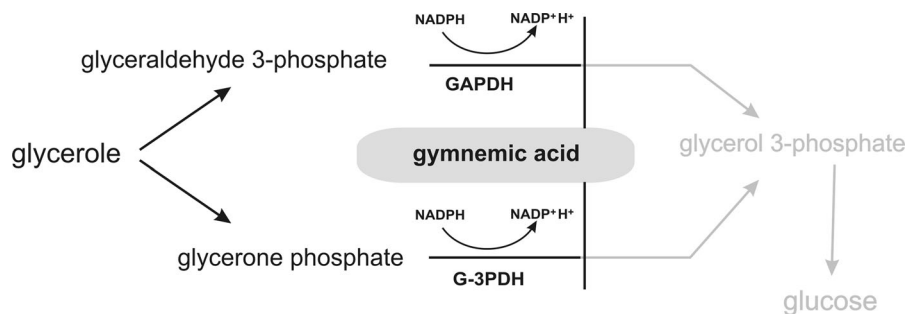 NADPH NADP⁺H⁺
glyceraldehyde 3-phosphate
GAPDH
glycerole
gymnemic acid
glycerol 3-phosphate
NADPH NADP⁺H⁺
glycerone phosphate
G-3PDH
glucose